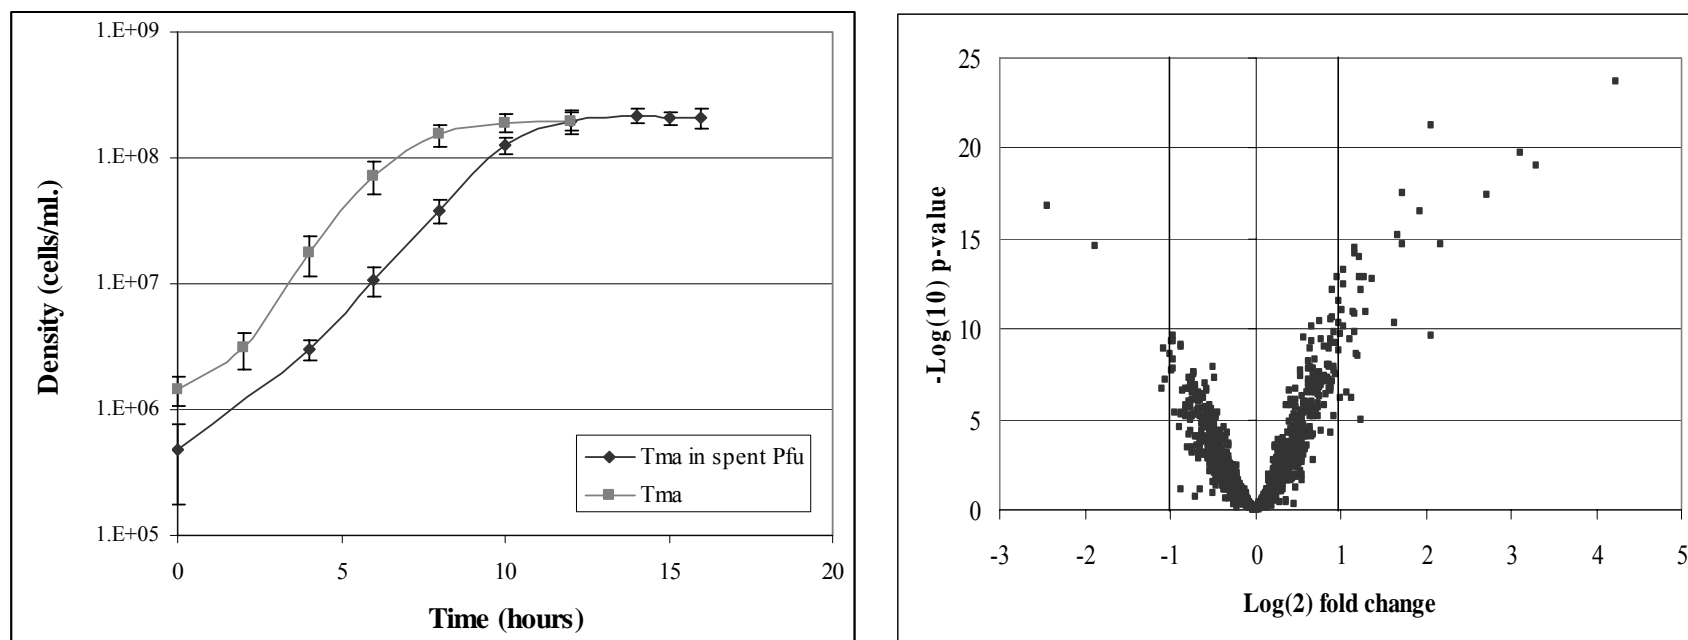 1.E+09
1.E+08
1.E+07
1.E+06
1.E+05
Density (cells/ml.)
0 5 10 15 20
Time (hours)
Tma in spent Pfu
Tma
25
20
15
10
5
0
-Log(10) p-value
-3 -2 -1 0 1 2 3 4 5
Log(2) fold change